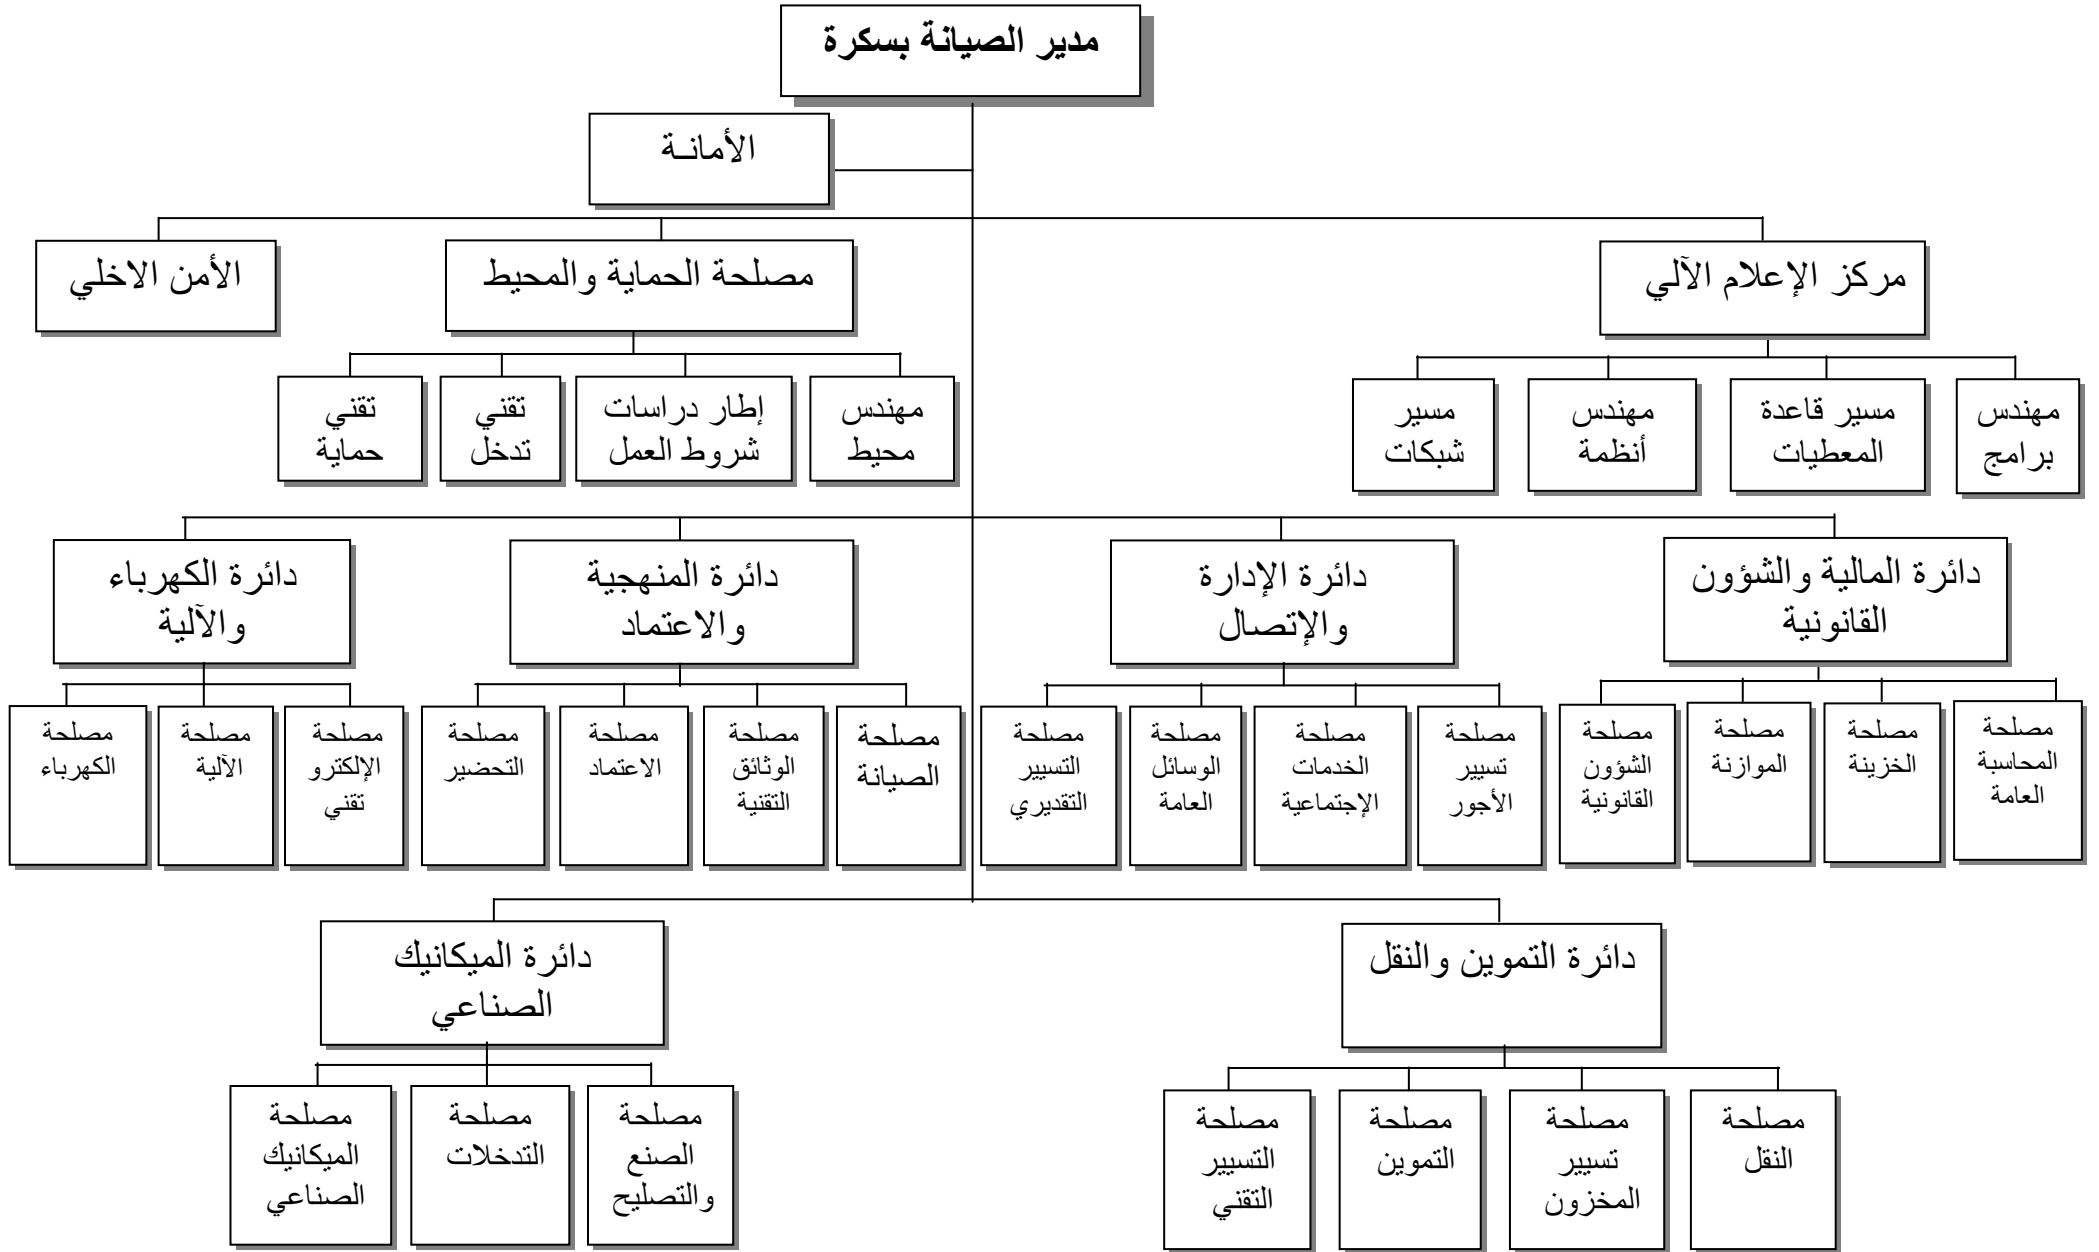 مدير الصيانة بسكرة
الأمانــة
مركز الإعلام الآلي
مصلحة الحماية والمحيط
الأمن الاخلي
مهندس
برامج
مسير قاعدة
المعطيات
مهندس
أنظمة
مسير
شبكات
مهندس
محيط
إطار دراسات
شروط العمل
تقني
تدخل
تقني
حماية
دائرة المالية والشؤون
القانونية
دائرة الإدارة
والإتصال
دائرة المنهجية
والاعتماد
دائرة الكهرباء
والآلية
مصلحة
المحاسبة
العامة
مصلحة
الخزينة
مصلحة
الموازنة
مصلحة
الشؤون
القانونية
مصلحة
تسيير
الأجور
مصلحة
الخدمات
الإجتماعية
مصلحة
الوسائل
العامة
مصلحة
التسيير
التقديري
مصلحة
الصيانة
مصلحة
الوثائق
التقنية
مصلحة
الاعتماد
مصلحة
التحضير
مصلحة
الإلكترو
تقني
مصلحة
الآلية
مصلحة
الكهرباء
دائرة التموين والنقل
دائرة الميكانيك
الصناعي
مصلحة
النقل
مصلحة
تسيير
المخزون
مصلحة
التموين
مصلحة
التسيير
التقني
مصلحة
الصنع
والتصليح
مصلحة
التدخلات
مصلحة
الميكانيك
الصناعي